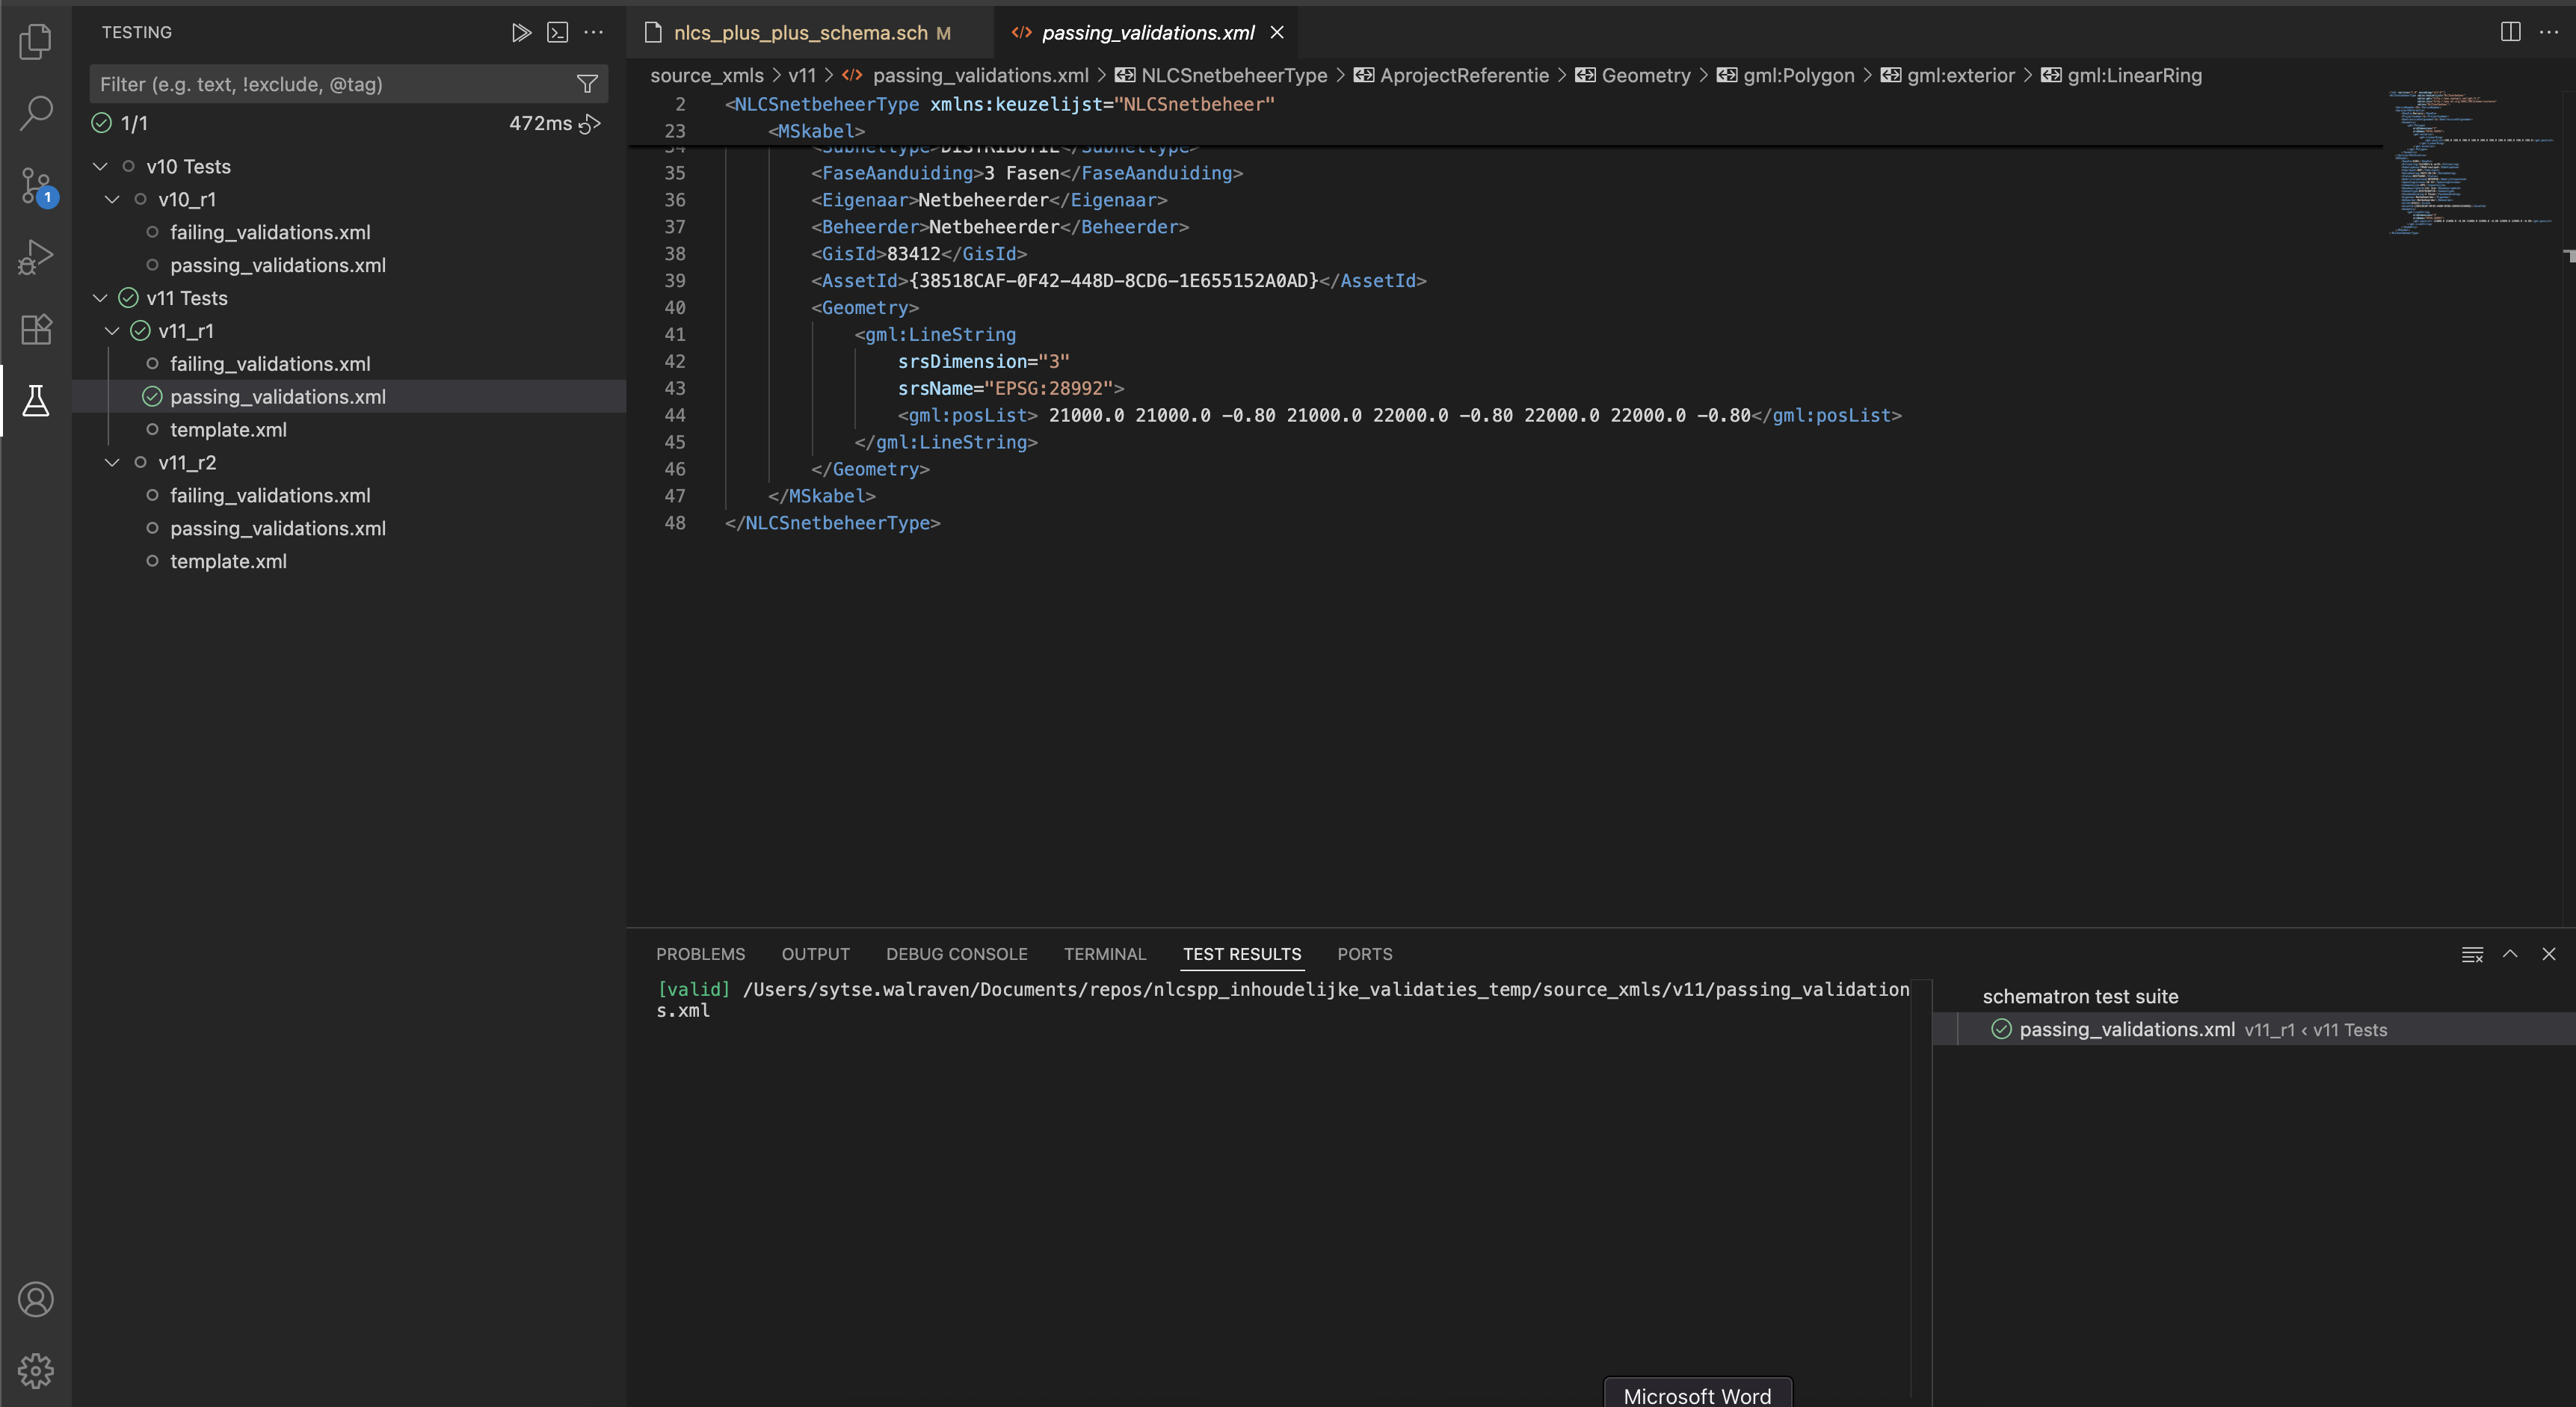 TESTING
Filter (e.g. text, !exclude, @tag)
1/1
472ms
v10 Tests
v10_r1
failing_validations.xml
passing_validations.xml
v11 Tests
v11_r1
failing_validations.xml
passing_validations.xml
template.xml
v11_r2
failing_validations.xml
passing_validations.xml
template.xml
1
nlcs_plus_plus_schema.sch M
passing_validations.xml
source_xmls > v11 > passing_validations.xml > NLCSnetbeheerType > AprojectReferentie > Geometry > gml:Polygon > gml:exterior > gml:LinearRing
2 <NLCSnetbeheerType xmlns:keuzelijst="NLCSnetbeheer"
23 <MSkabel>
34 <Subnettype>DISTRIBUTIE</Subnettype>
35 <FaseAanduiding>3 Fasen</FaseAanduiding>
36 <Eigenaar>Netbeheerder</Eigenaar>
37 <Beheerder>Netbeheerder</Beheerder>
38 <GisId>83412</GisId>
39 <AssetId>{38518CAF-0F42-448D-8CD6-1E655152A0AD}</AssetId>
40 <Geometry>
41 <gml:LineString
42 srsDimension="3"
43 srsName="EPSG:28992">
44 <gml:posList> 21000.0 21000.0 -0.80 21000.0 22000.0 -0.80 22000.0 22000.0 -0.80</gml:posList>
45 </gml:LineString>
46 </Geometry>
47 </MSkabel>
48 </NLCSnetbeheerType>
PROBLEMS OUTPUT DEBUG CONSOLE TERMINAL TEST RESULTS PORTS
[valid] /Users/sytse.walraven/Documents/repos/nlcspp_inhoudelijke_validaties_temp/source_xmls/v11/passing_validation
s.xml
schematron test suite
passing_validations.xml v11_r1 ‹ v11 Tests
Microsoft Word